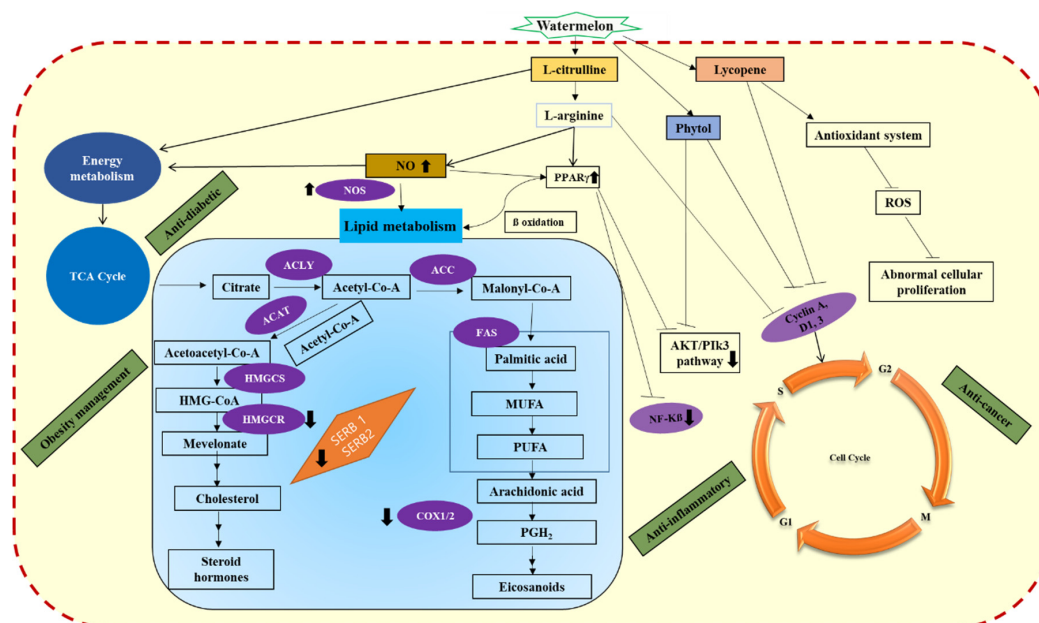 Watermelon
L-citrulline
Lycopene
L-arginine
Phytol
Antioxidant system
Energy
metabolism
NO
PPARγ
NOS
ROS
Anti-diabetic
Lipid metabolism
ß oxidation
TCA Cycle
Abnormal cellular
proliferation
Citrate
ACLY
Acetyl-Co-A
ACC
Malonyl-Co-A
ACAT
Acetyl-Co-A
Cyclin A,
D1, 3
FAS
Acetoacetyl-Co-A
Palmitic acid
AKT/PIk3
pathway
HMGCS
HMG-CoA
MUFA
HMGCR
SERB 1
SERB2
NF-Kß
Mevelonate
PUFA
Obesity management
S
G2
Anti-cancer
Cell Cycle
Cholesterol
Arachidonic acid
Anti-inflammatory
COX1/2
G1
M
PGH₂
Steroid
hormones
Eicosanoids